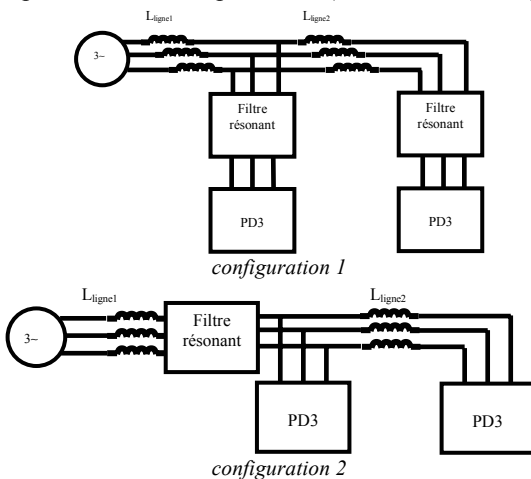 Lligne1
Lligne2
3~
Filtre
résonant
Filtre
résonant
PD3
PD3
configuration 1
Lligne1
Lligne2
3~
Filtre
résonant
PD3
PD3
configuration 2